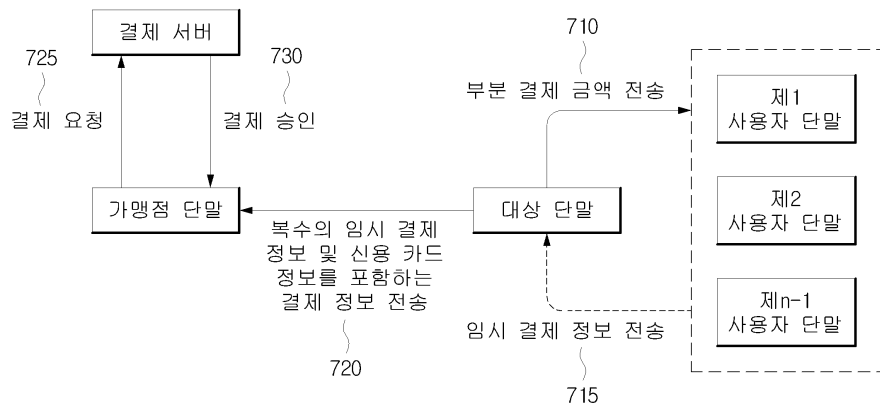 결제 서버
725
730
결제 요청
결제 승인
가맹점 단말
710
부분 결제 금액 전송
대상 단말
복수의 임시 결제
정보 및 신용 카드
정보를 포함하는
결제 정보 전송
720
임시 결제 정보 전송
715
제1
사용자 단말
제2
사용자 단말
제n-1
사용자 단말